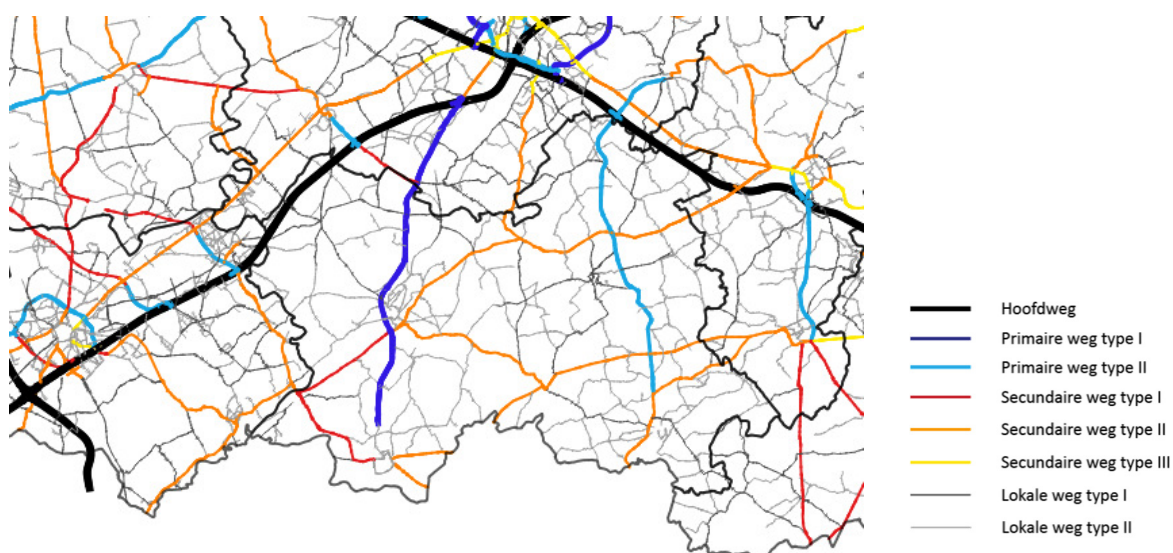 Hoofdweg
Primaire weg type I
Primaire weg type II
Secundaire weg type I
Secundaire weg type II
Secundaire weg type III
Lokale weg type I
Lokale weg type II